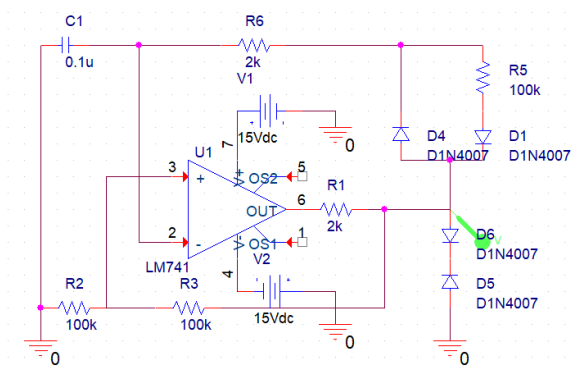 C1
0.1u
R6
2k
R5
100k
V1
15Vdc
0
D4
D1N4007
D1
D1N4007
U1
7
3
+
V+
OS2
5
OUT
6
R1
2k
2
-
V-
OS1
1
LM741
4
V2
15Vdc
0
D6
D1N4007
V
D5
D1N4007
R2
100k
R3
100k
0
0